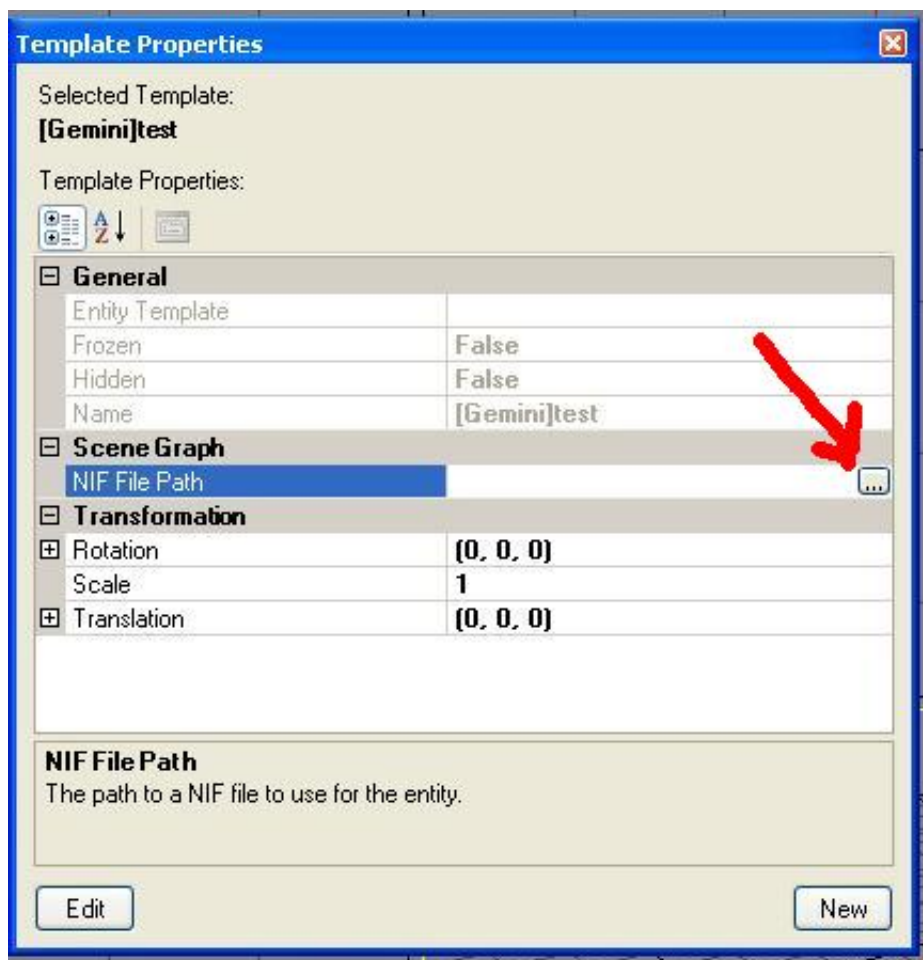 Template Properties
Selected Template:
[Gemini]test
Template Properties:
A
Z
General
Entity Template
Frozen False
Hidden False
Name [Gemini]test
Scene Graph
NIF File Path ...
Transformation
Rotation (0, 0, 0)
Scale 1
Translation (0, 0, 0)
NIF File Path
The path to a NIF file to use for the entity.
Edit New